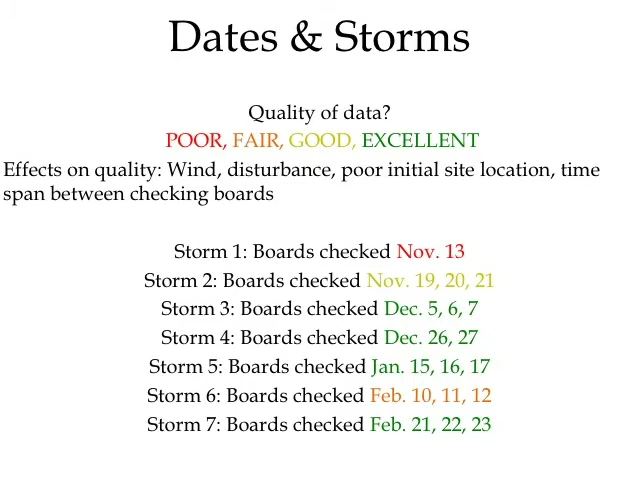 Dates & Storms
Quality of data?
POOR, FAIR, GOOD, EXCELLENT
Effects on quality: Wind, disturbance, poor initial site location, time
span between checking boards
Storm 1: Boards checked Nov. 13
Storm 2: Boards checked Nov. 19, 20, 21
Storm 3: Boards checked Dec. 5, 6, 7
Storm 4: Boards checked Dec. 26, 27
Storm 5: Boards checked Jan. 15, 16, 17
Storm 6: Boards checked Feb. 10, 11, 12
Storm 7: Boards checked Feb. 21, 22, 23